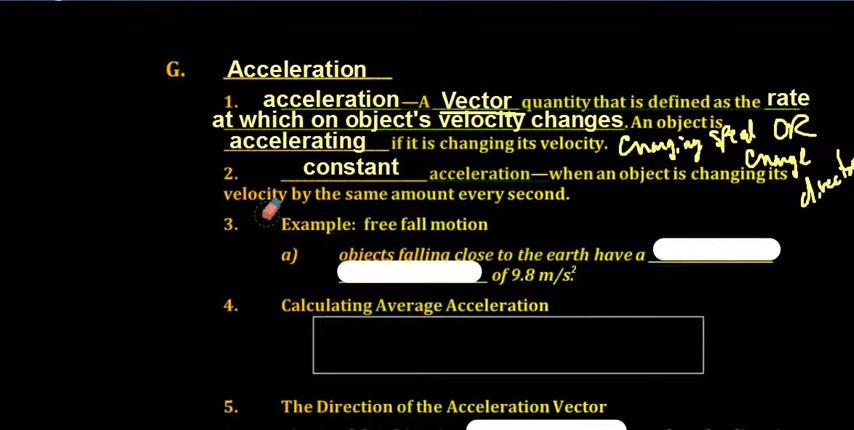 G. Acceleration
1. acceleration—A Vector quantity that is defined as the rate
at which on object's velocity changes. An object is
accelerating if it is changing its velocity. Changing speed OR
change
direction
2. constant acceleration—when an object is changing its
velocity by the same amount every second.
3. Example: free fall motion
a) objects falling close to the earth have a
of 9.8 m/s².
4. Calculating Average Acceleration
5. The Direction of the Acceleration Vector